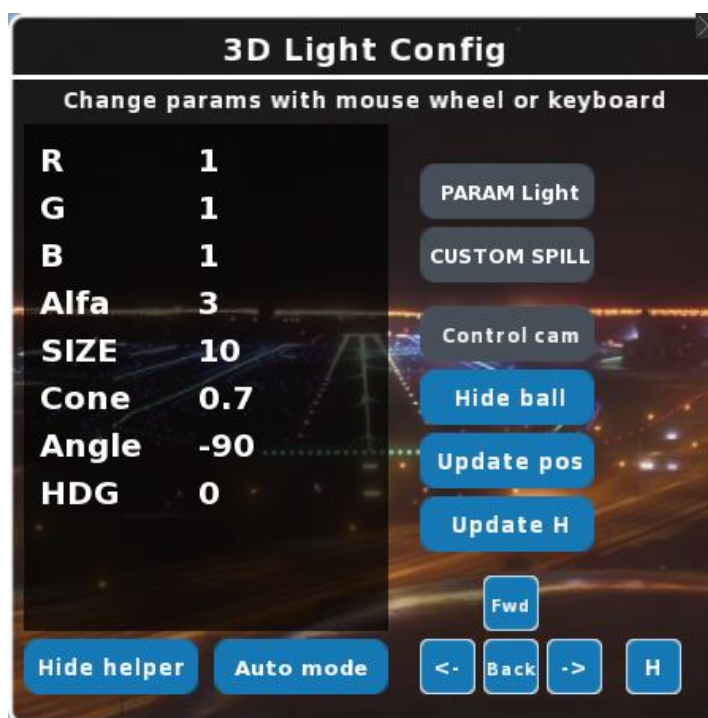 3D Light Config
Change params with mouse wheel or keyboard
R 1
G 1
B 1
Alfa 3
SIZE 10
Cone 0.7
Angle -90
HDG 0
PARAM Light
CUSTOM SPILL
Control cam
Hide ball
Update pos
Update H
Fwd
Hide helper Auto mode <- Back -> H